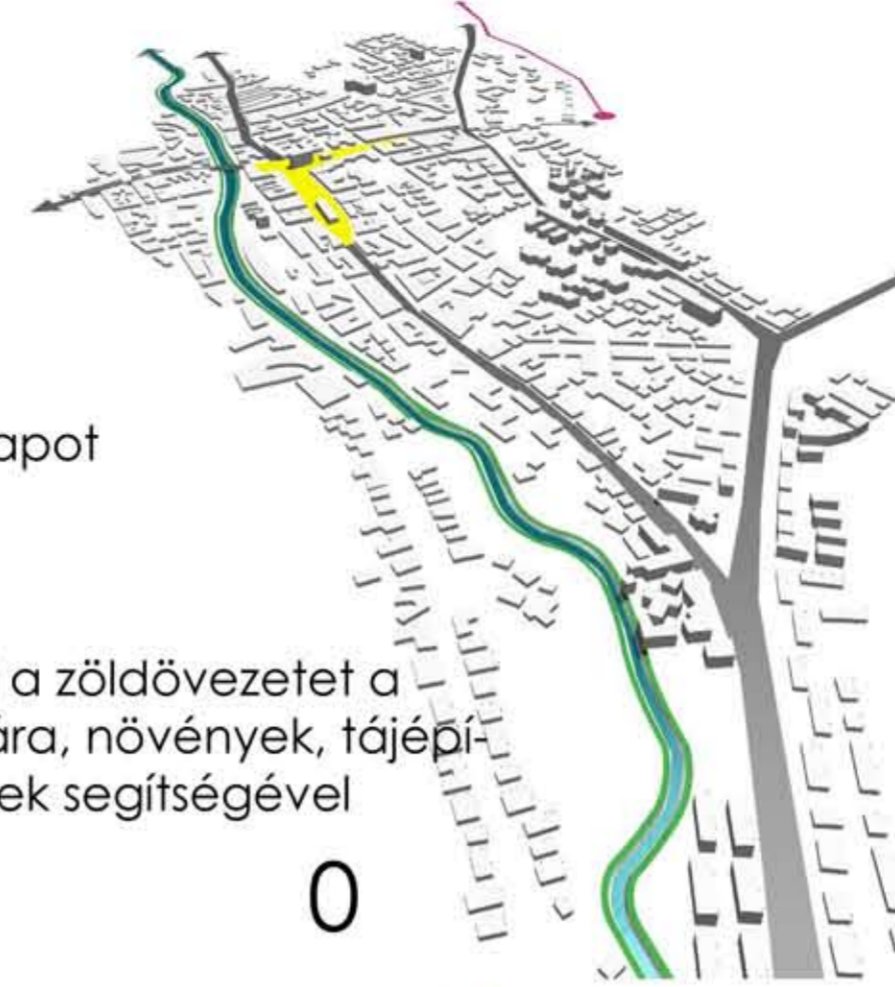 apot
a zöldövezetet a
ára, növények, tájépí-
ek segítségével
0